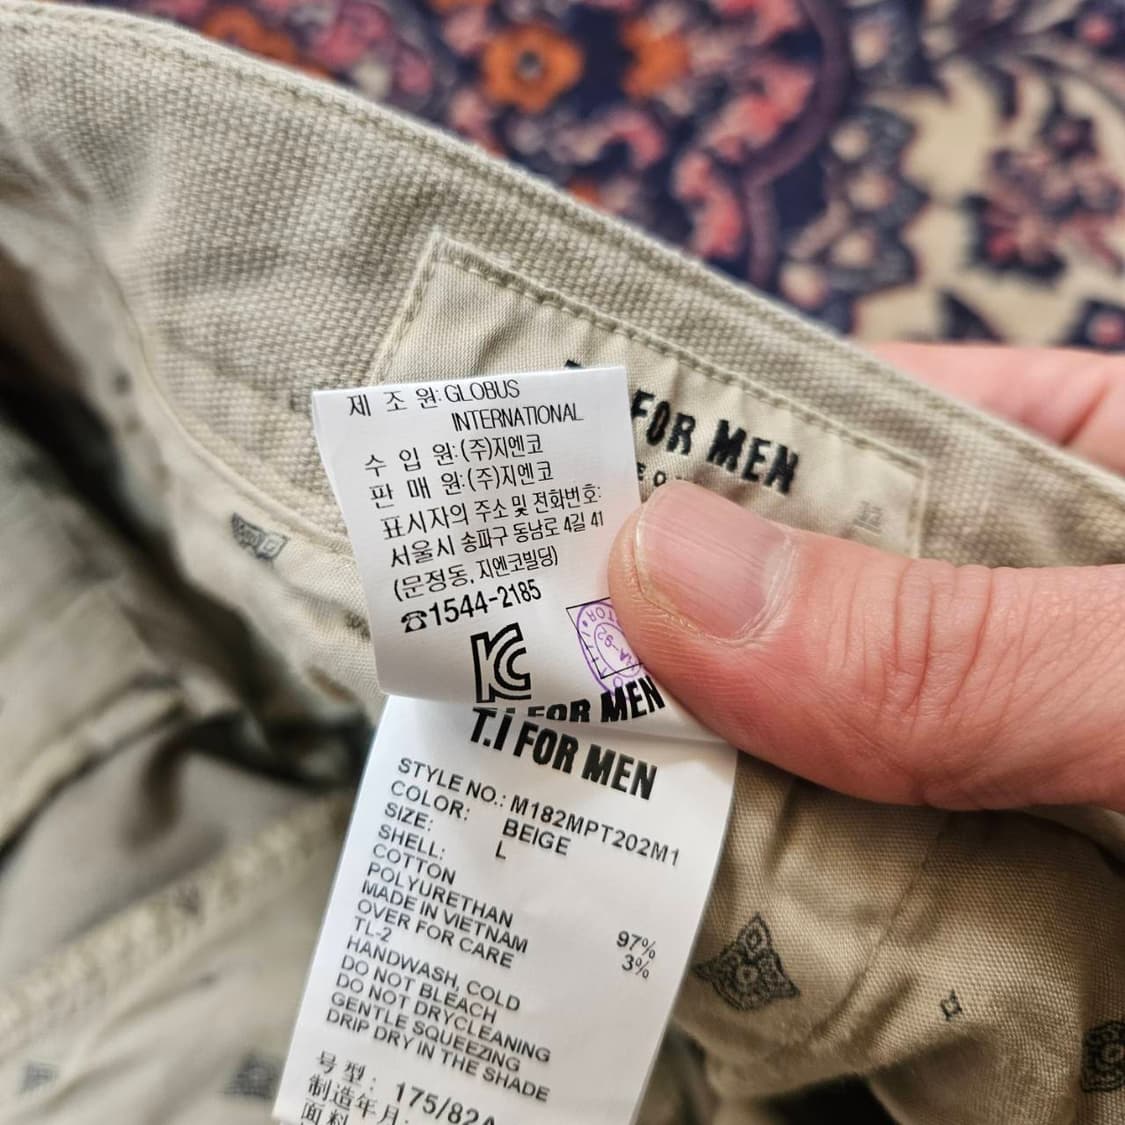 FOR MEN
제 조 원: GLOBUS
INTERNATIONAL
수 입 원: (주)지엔코
판 매 원: (주)지엔코
표시자의 주소 및 전화번호:
서울시 송파구 동남로 4길 41
(문정동, 지엔코빌딩)
☎1544-2185
KC
T.I FOR MEN
T.I FOR MEN
STYLE NO.: M182MPT202M1
COLOR: BEIGE
SIZE: L
SHELL:
COTTON 97%
POLYURETHAN 3%
MADE IN VIETNAM
OVER FOR CARE
TL-2
HANDWASH, COLD
DO NOT BLEACH
DO NOT DRYCLEANING
GENTLE SQUEEZING
DRIP DRY IN THE SHADE
号型: 175/82A
制造年月:
面料